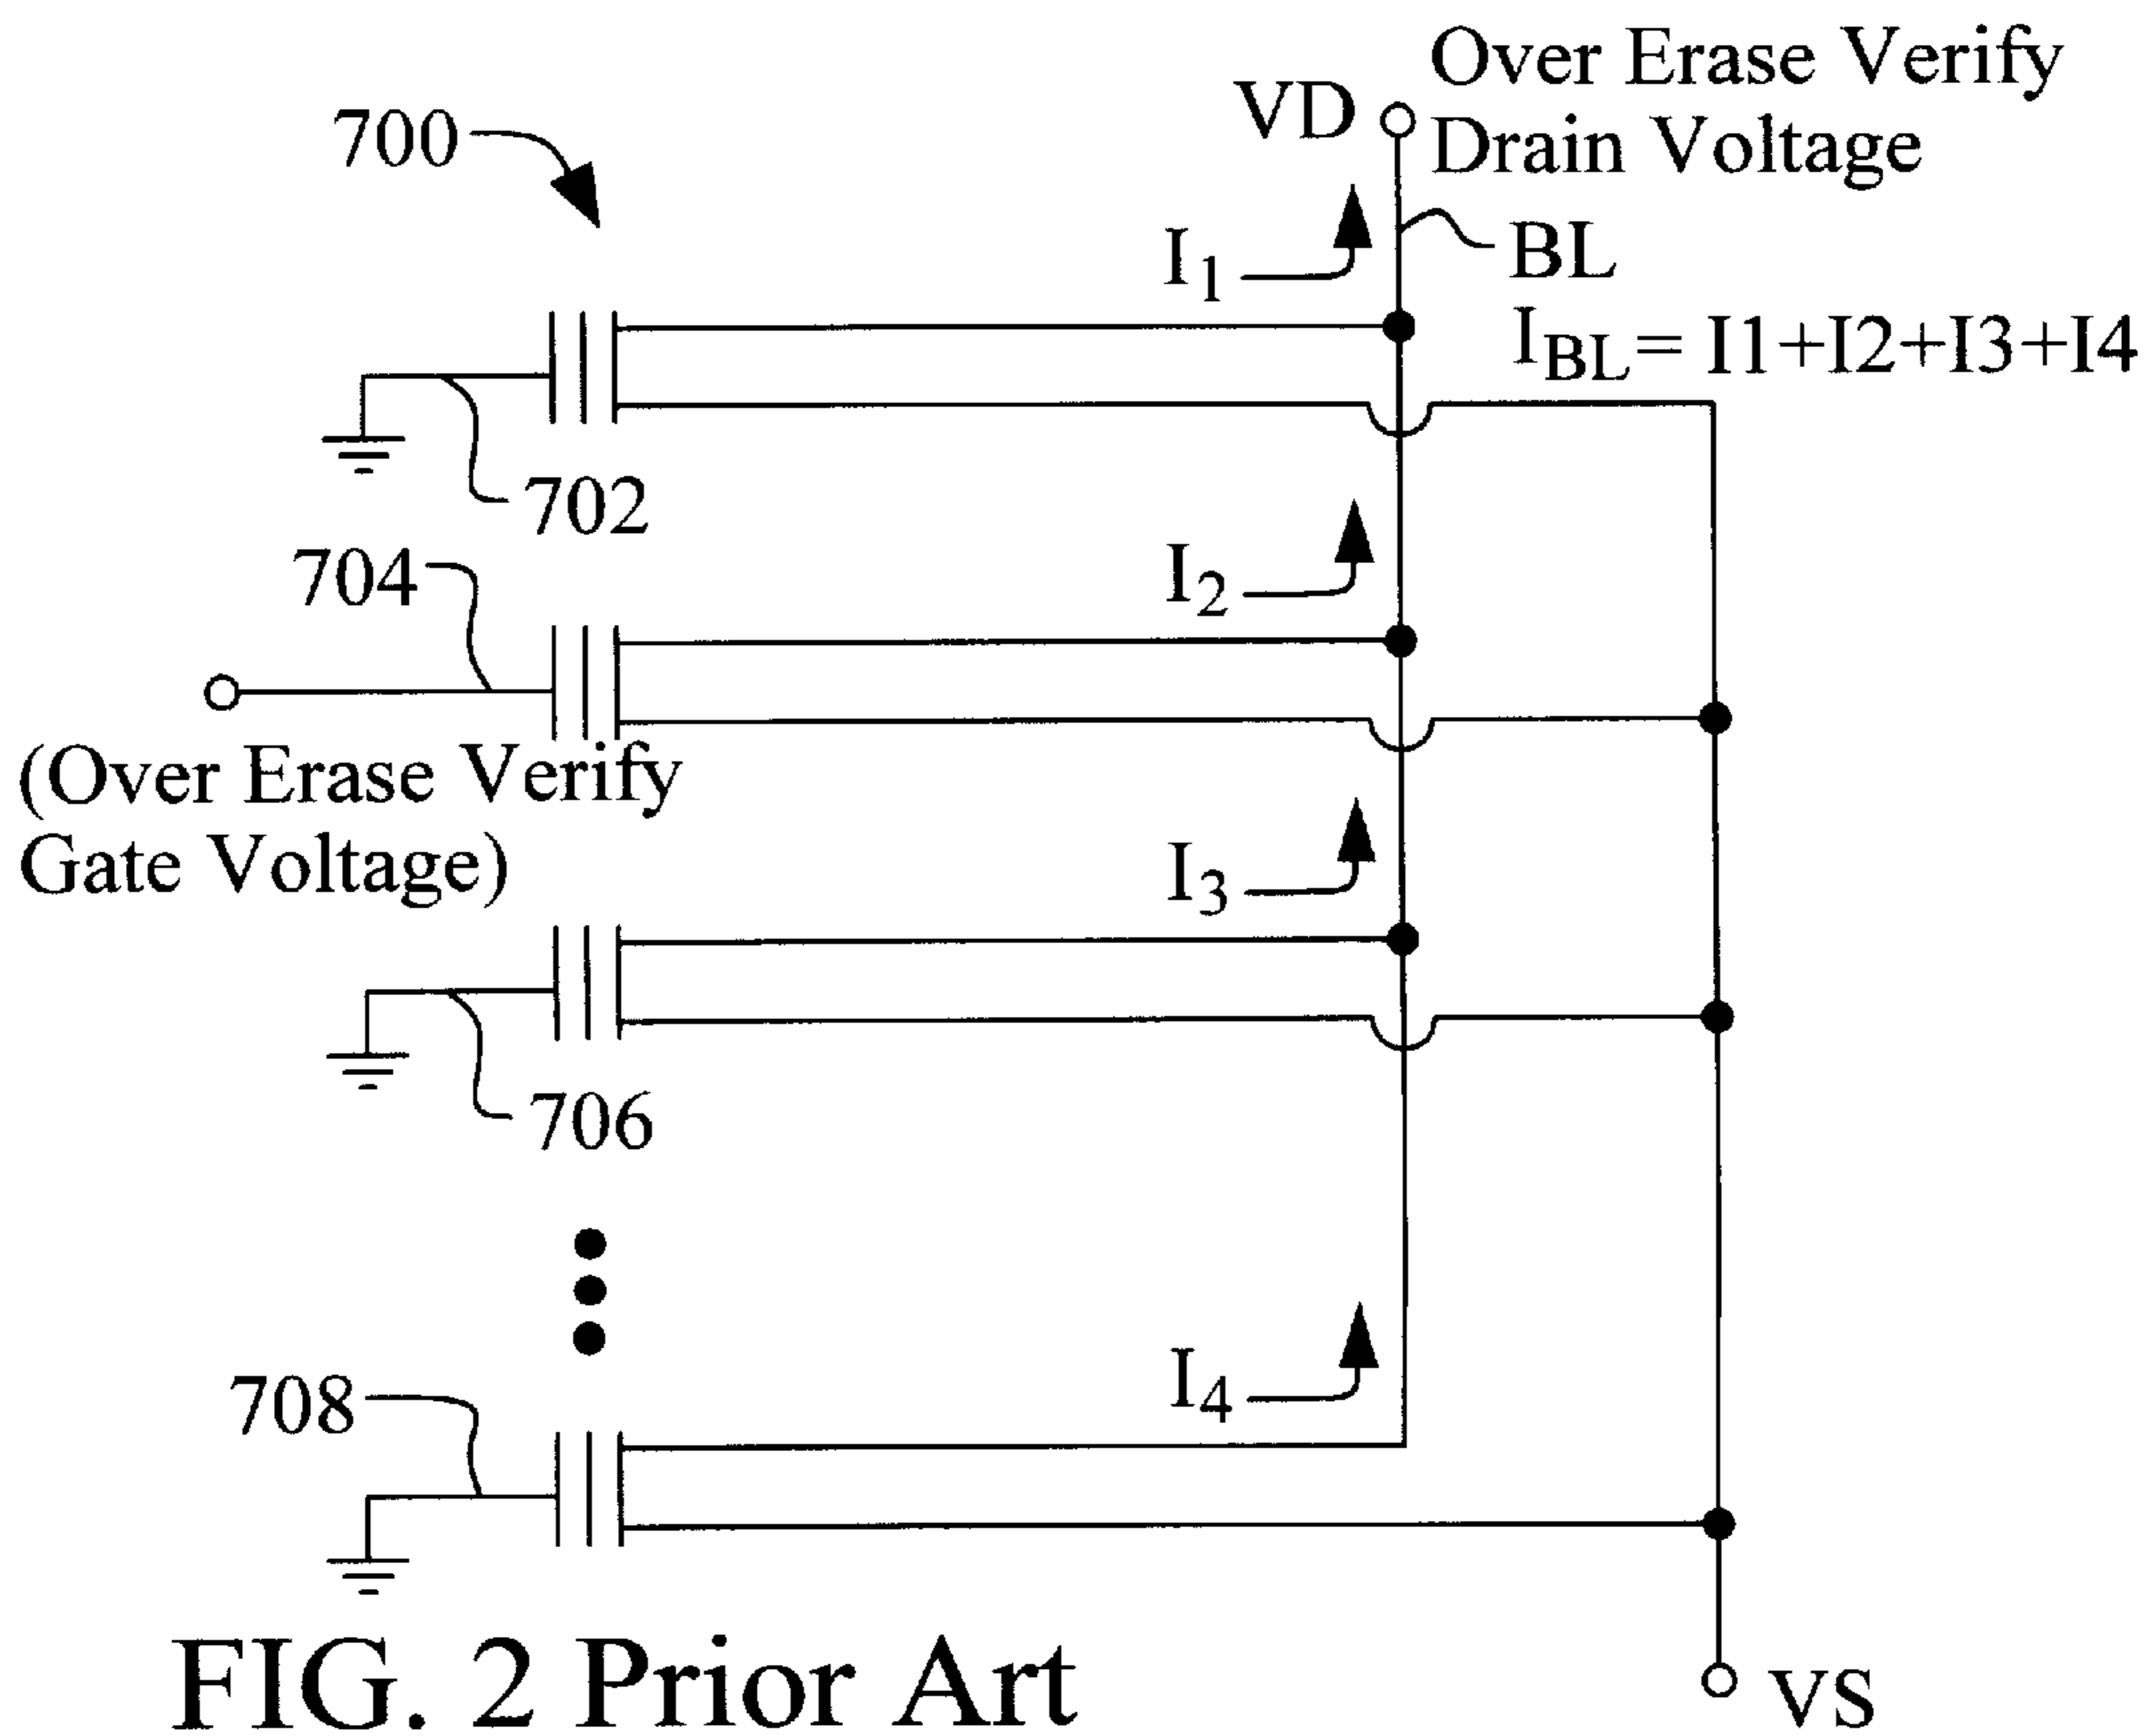 Over Erase Verify
VD
Drain Voltage
700
I1
BL
IBL= I1+I2+I3+I4
702
704
I2
(Over Erase Verify
Gate Voltage)
I3
706
708
I4
FIG. 2 Prior Art
VS